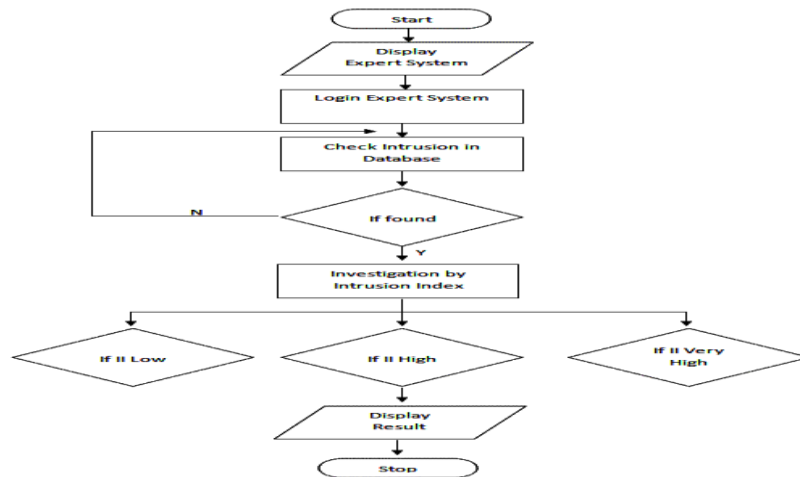 Start
Display
Expert System
Login Expert System
Check Intrusion in
Database
N
If found
Y
Investigation by
Intrusion Index
If II Low
If II High
If II Very
High
Display
Result
Stop